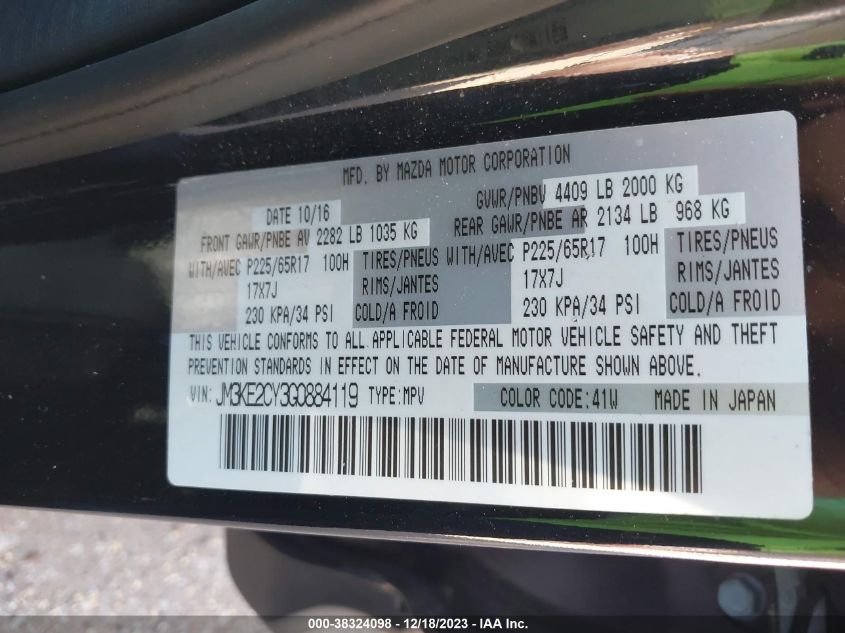 MFD. BY MAZDA MOTOR CORPORATION
DATE 10/16 GVWR/PNBV 4409 LB 2000 KG
FRONT GAWR/PNBE AV 2282 LB 1035 KG REAR GAWR/PNBE AR 2134 LB 968 KG
WITH/AVEC P225/65R17 100H TIRES/PNEUS WITH/AVEC P225/65R17 100H TIRES/PNEUS
17X7J RIMS/JANTES 17X7J RIMS/JANTES
230 KPA/34 PSI COLD/A FROID 230 KPA/34 PSI COLD/A FROID
THIS VEHICLE CONFORMS TO ALL APPLICABLE FEDERAL MOTOR VEHICLE SAFETY AND THEFT
PREVENTION STANDARDS IN EFFECT ON THE DATE OF MANUFACTURE SHOWN ABOVE.
VIN: JM3KE2CY3G0884119 TYPE:MPV COLOR CODE:41W MADE IN JAPAN
000-38324098 - 12/18/2023 - IAA Inc.